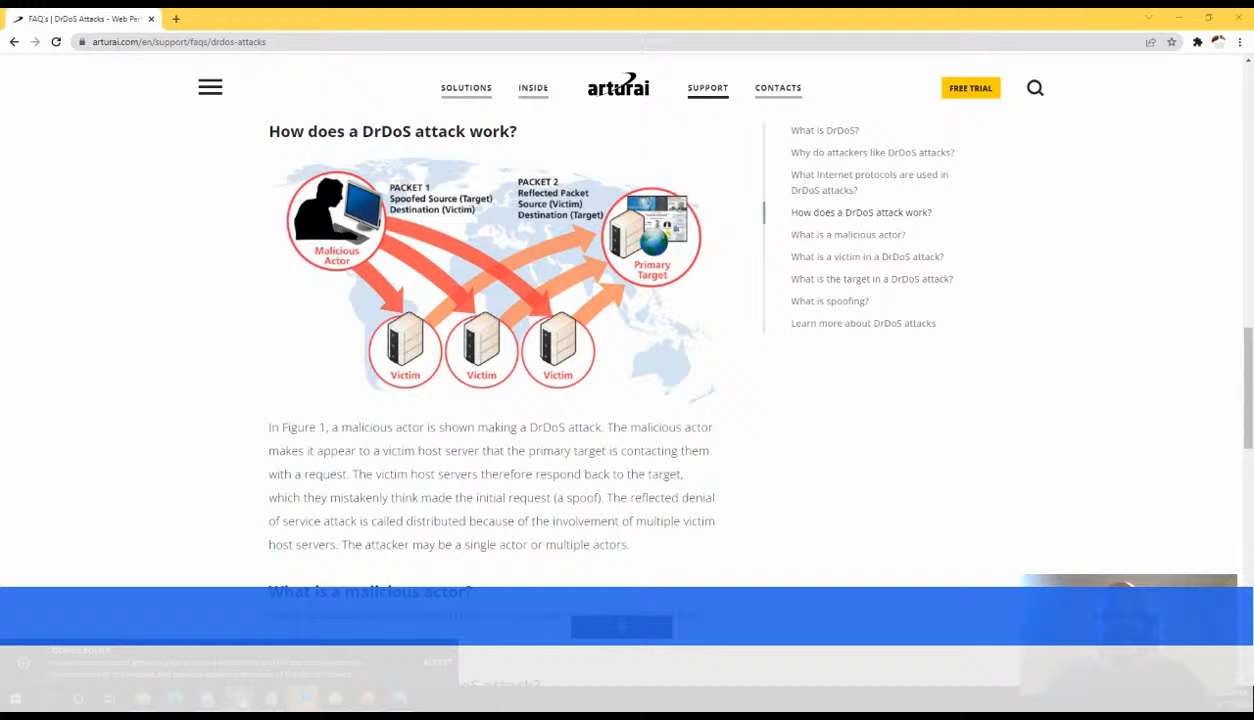 FAQ's | DrDoS Attacks - Web Per
arturai.com/en/support/faqs/drdos-attacks
SOLUTIONS
INSIDE
arturai
SUPPORT
CONTACTS
FREE TRIAL
How does a DrDoS attack work?
PACKET 1
Spoofed Source (Target)
Destination (Victim)
PACKET 2
Reflected Packet
Source (Victim)
Destination (Target)
Malicious
Actor
Primary
Target
Victim
Victim
Victim
In Figure 1, a malicious actor is shown making a DrDoS attack. The malicious actor
makes it appear to a victim host server that the primary target is contacting them
with a request. The victim host servers therefore respond back to the target,
which they mistakenly think made the initial request (a spoof). The reflected denial
of service attack is called distributed because of the involvement of multiple victim
host servers. The attacker may be a single actor or multiple actors.
What is a malicious actor?
What is DrDoS?
Why do attackers like DrDoS attacks?
What Internet protocols are used in
DrDoS attacks?
How does a DrDoS attack work?
What is a malicious actor?
What is a victim in a DrDoS attack?
What is the target in a DrDoS attack?
What is spoofing?
Learn more about DrDoS attacks
COOKIE POLICY
ACCEPT
attack?